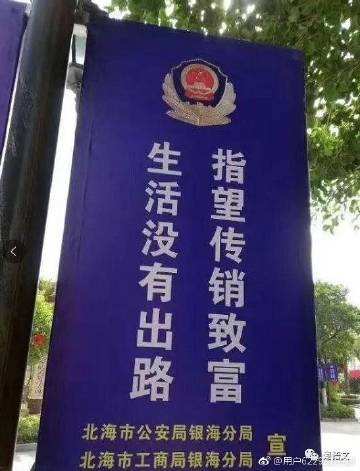 指望传销致富
生活没有出路
北海市公安局银海分局
北海市工商局银海分局
宣